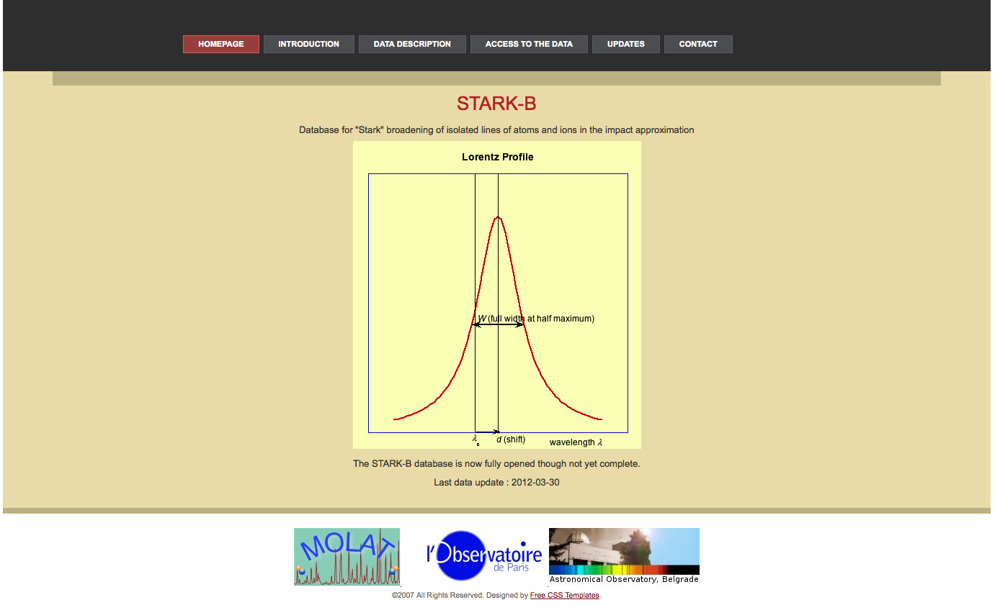 HOMEPAGE INTRODUCTION DATA DESCRIPTION ACCESS TO THE DATA UPDATES CONTACT
STARK-B
Database for "Stark" broadening of isolated lines of atoms and ions in the impact approximation
Lorentz Profile
W (full width at half maximum)
λ d (shift) wavelength λ
The STARK-B database is now fully opened though not yet complete.
Last data update : 2012-03-30
MOLAT
l'Observatoire
de Paris
Astronomical Observatory, Belgrade
©2007 All Rights Reserved. Designed by Free CSS Templates.